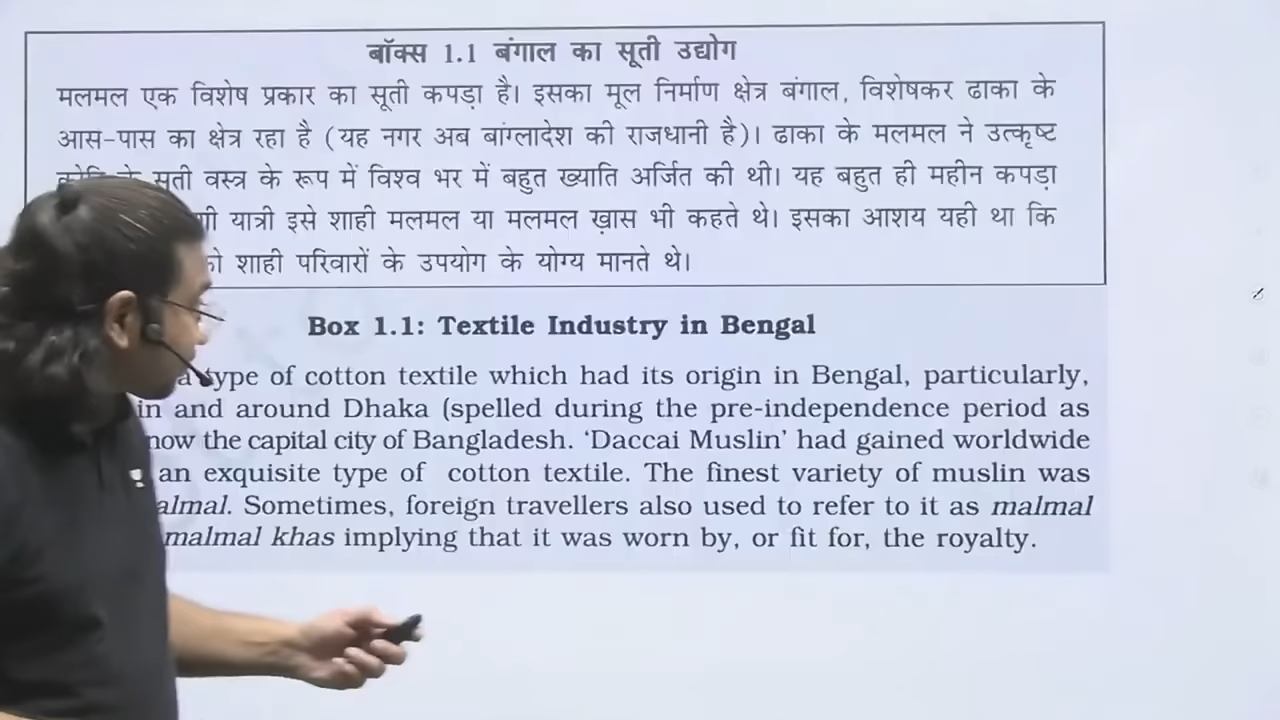 बॉक्स 1.1 बंगाल का सूती उद्योग
मलमल एक विशेष प्रकार का सूती कपड़ा है। इसका मूल निर्माण क्षेत्र बंगाल, विशेषकर ढाका के
आस-पास का क्षेत्र रहा है (यह नगर अब बांग्लादेश की राजधानी है)। ढाका के मलमल ने उत्कृष्ट
सूती वस्त्र के रूप में विश्व भर में बहुत ख्याति अर्जित की थी। यह बहुत ही महीन कपड़ा
यात्री इसे शाही मलमल या मलमल ख़ास भी कहते थे। इसका आशय यही था कि
शाही परिवारों के उपयोग के योग्य मानते थे।
Box 1.1: Textile Industry in Bengal
a type of cotton textile which had its origin in Bengal, particularly,
in and around Dhaka (spelled during the pre-independence period as
now the capital city of Bangladesh. ‘Daccai Muslin’ had gained worldwide
an exquisite type of cotton textile. The finest variety of muslin was
almal. Sometimes, foreign travellers also used to refer to it as malmal
malmal khas implying that it was worn by, or fit for, the royalty.